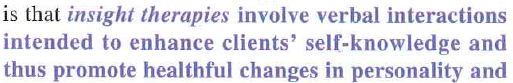 is that insight therapies involve verbal interactions
intended to enhance clients' self-knowledge and
thus promote healthful changes in personality and